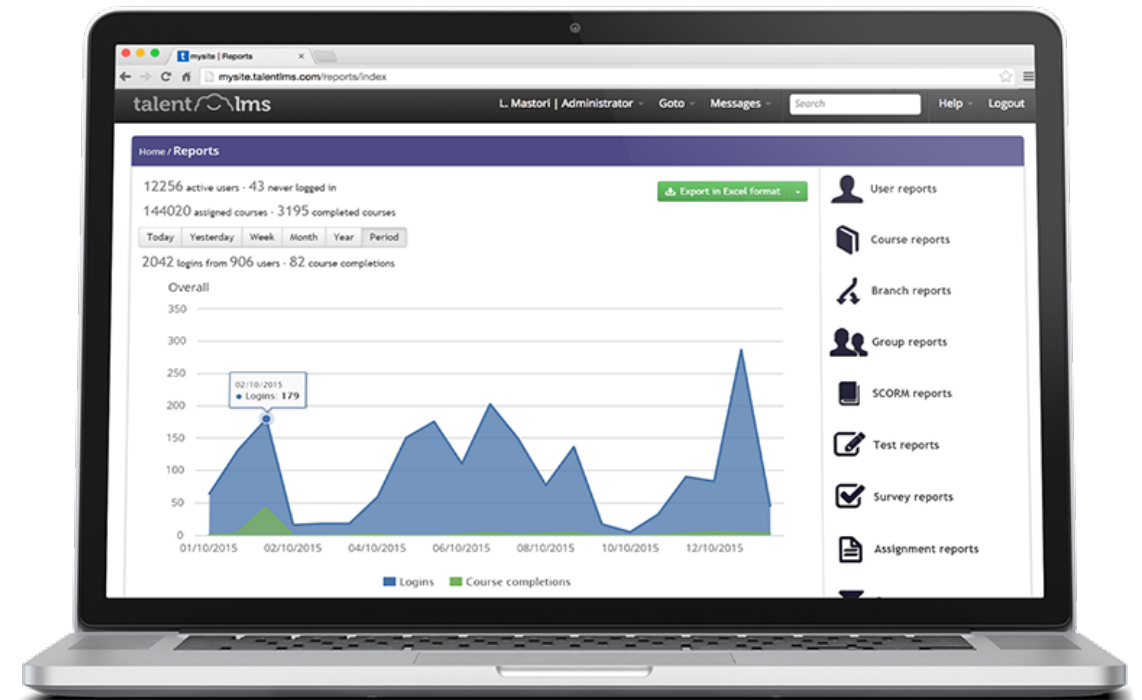 mysite | Reports
mysite.talentlms.com/reports/index
talentlms
L. Mastori | Administrator Goto Messages Search Help Logout
Home / Reports
12256 active users - 43 never logged in
144020 assigned courses - 3195 completed courses
Export in Excel format
Today Yesterday Week Month Year Period
2042 logins from 906 users - 82 course completions
Overall
350
300
250
200
150
100
50
0
02/10/2015
Logins: 179
01/10/2015 02/10/2015 04/10/2015 06/10/2015 08/10/2015 10/10/2015 12/10/2015
Logins Course completions
User reports
Course reports
Branch reports
Group reports
SCORM reports
Test reports
Survey reports
Assignment reports